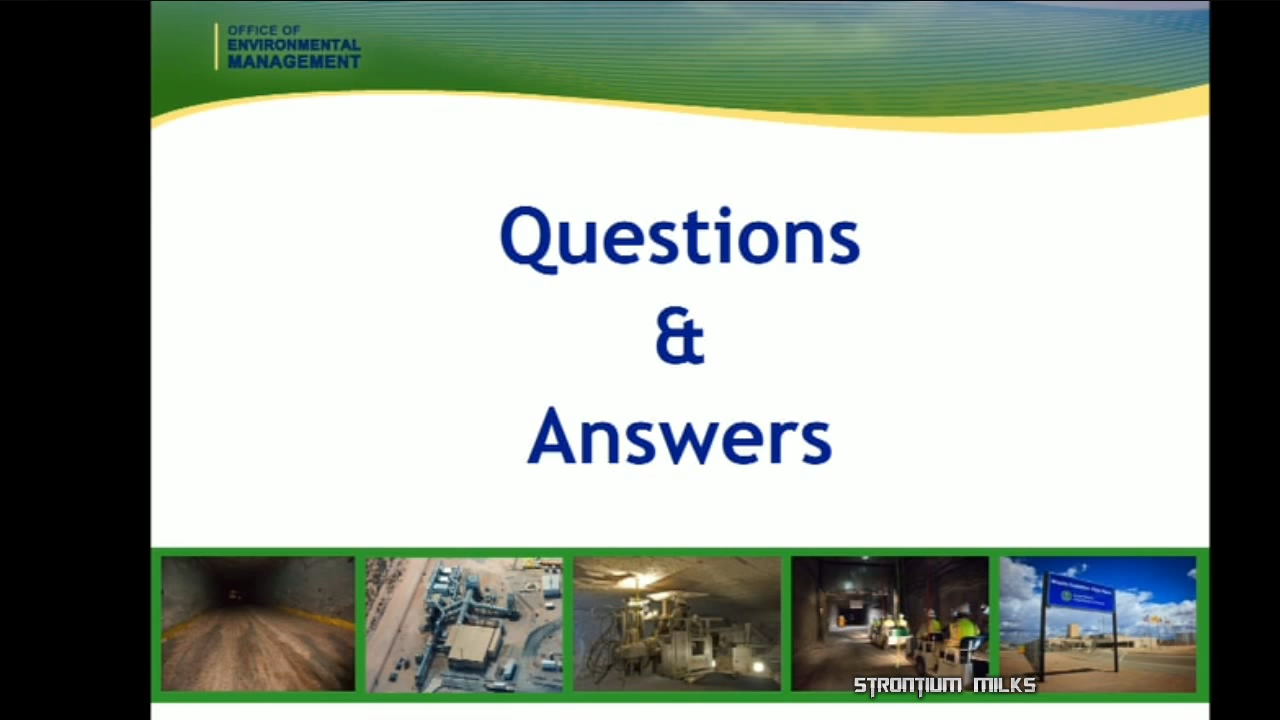 OFFICE OF
ENVIRONMENTAL
MANAGEMENT
Questions
&
Answers
STRONTIUM MILKS